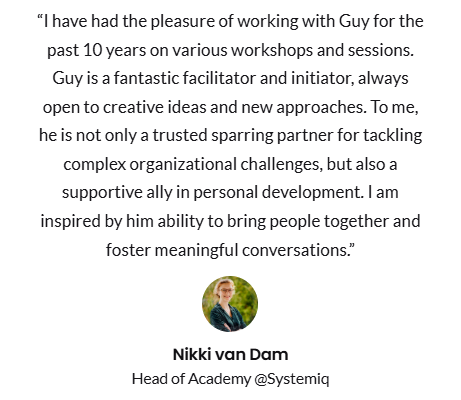 “I have had the pleasure of working with Guy for the
past 10 years on various workshops and sessions.
Guy is a fantastic facilitator and initiator, always
open to creative ideas and new approaches. To me,
he is not only a trusted sparring partner for tackling
complex organizational challenges, but also a
supportive ally in personal development. I am
inspired by him ability to bring people together and
foster meaningful conversations.”
Nikki van Dam
Head of Academy @Systemiq